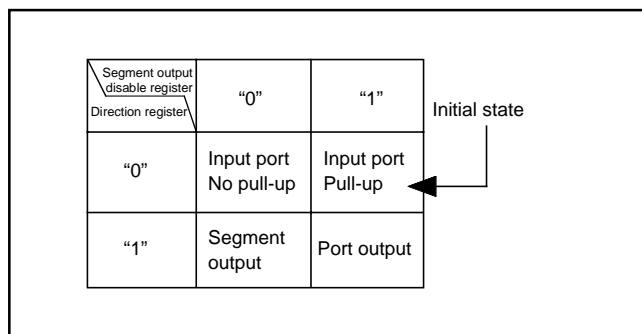 Segment output
disable register
Direction register
“0”
“1”
Initial state
“0”
Input port
No pull-up
Input port
Pull-up
“1”
Segment
output
Port output